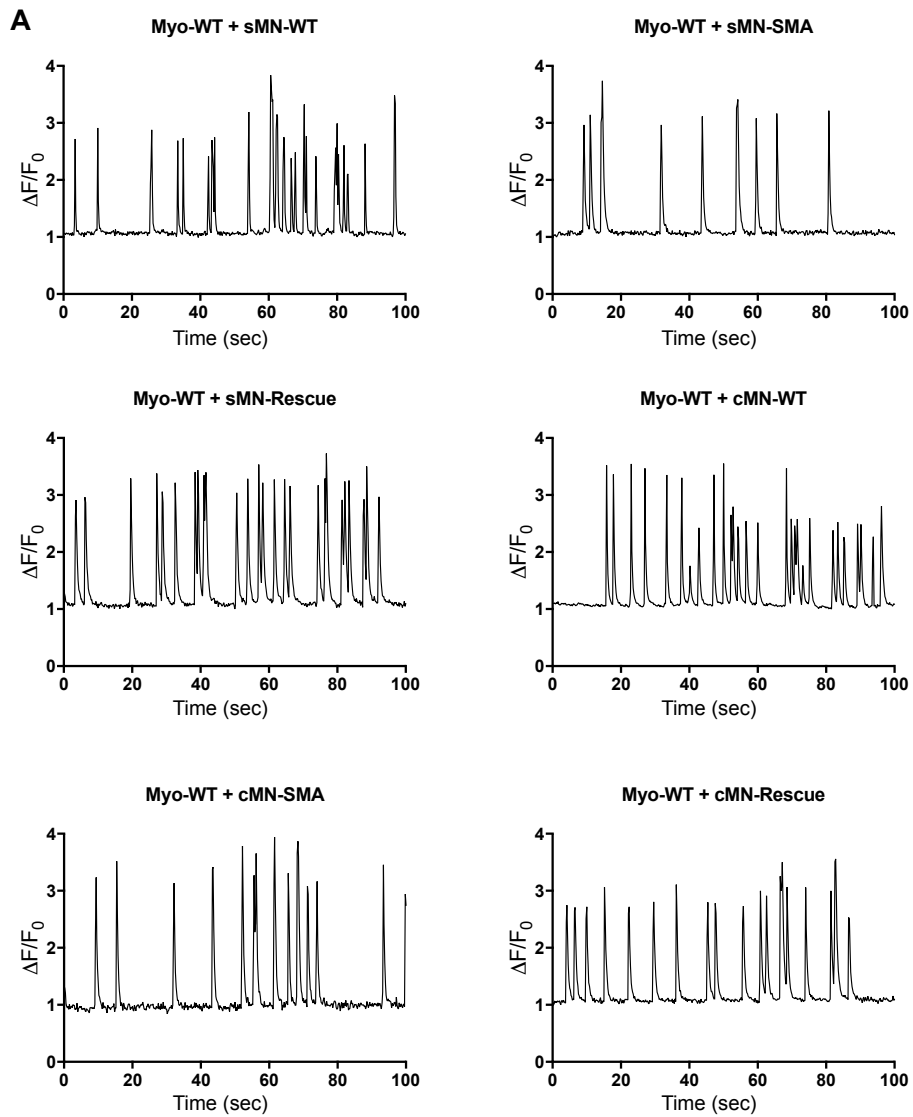 A
Myo-WT + sMN-WT
4
3
2
1
0
ΔF/F0
0 20 40 60 80 100
Time (sec)
Myo-WT + sMN-SMA
4
3
2
1
0
ΔF/F0
0 20 40 60 80 100
Time (sec)
Myo-WT + sMN-Rescue
4
3
2
1
0
ΔF/F0
0 20 40 60 80 100
Time (sec)
Myo-WT + cMN-WT
4
3
2
1
0
ΔF/F0
0 20 40 60 80 100
Time (sec)
Myo-WT + cMN-SMA
4
3
2
1
0
ΔF/F0
0 20 40 60 80 100
Time (sec)
Myo-WT + cMN-Rescue
4
3
2
1
0
ΔF/F0
0 20 40 60 80 100
Time (sec)